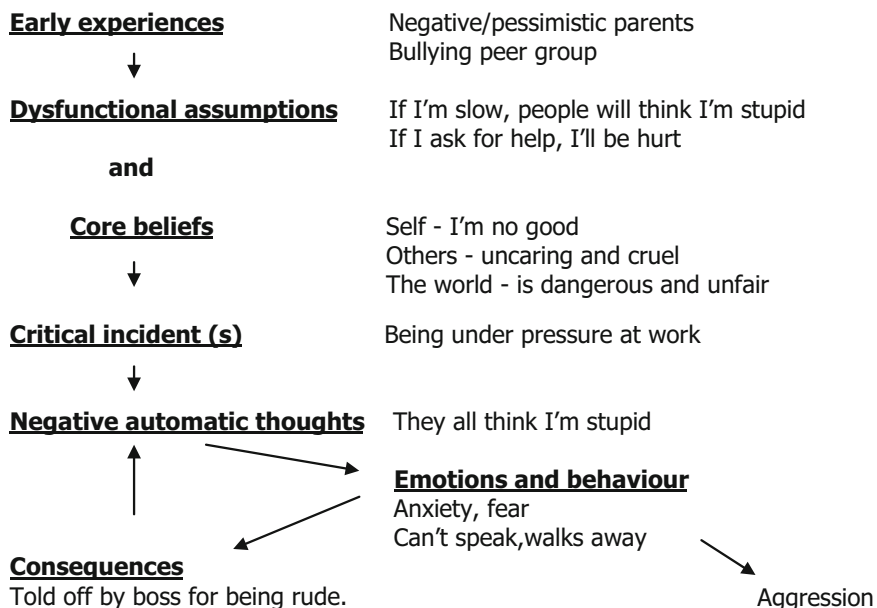 Early experiences Negative/pessimistic parents
Bullying peer group
Dysfunctional assumptions If I'm slow, people will think I'm stupid
If I ask for help, I'll be hurt
and
Core beliefs Self - I'm no good
Others - uncaring and cruel
The world - is dangerous and unfair
Critical incident (s) Being under pressure at work
Negative automatic thoughts They all think I'm stupid
Emotions and behaviour
Anxiety, fear
Can't speak,walks away
Consequences
Told off by boss for being rude. Aggression